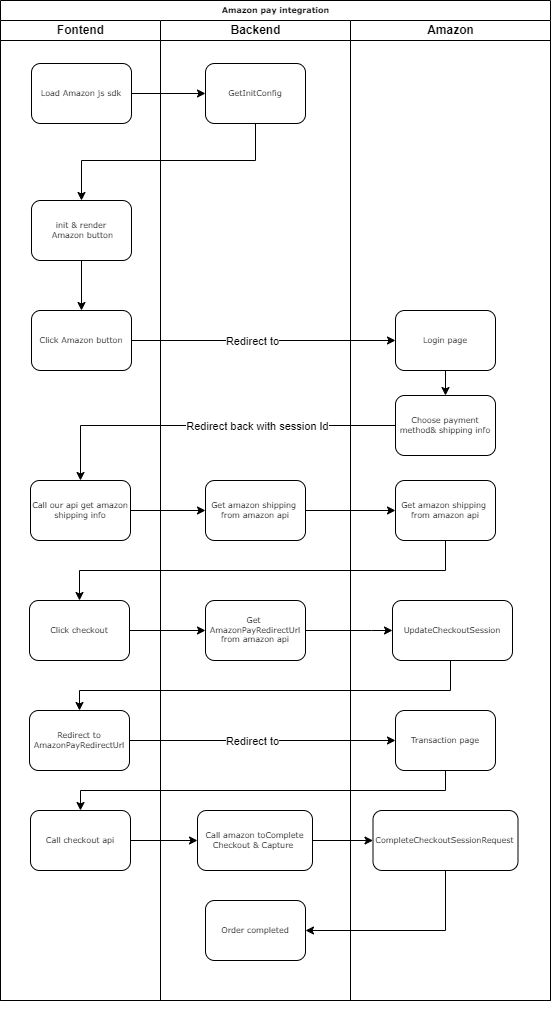 Amazon pay integration
Fontend
Backend
Amazon
Load Amazon js sdk
GetInitConfig
init & render
Amazon button
Click Amazon button
Redirect to
Login page
Choose payment
method& shipping info
Redirect back with session Id
Call our api get amazon
shipping info
Get amazon shipping
from amazon api
Get amazon shipping
from amazon api
Click checkout
Get
AmazonPayRedirectUrl
from amazon api
UpdateCheckoutSession
Redirect to
AmazonPayRedirectUrl
Redirect to
Transaction page
Call checkout api
Call amazon toComplete
Checkout & Capture
CompleteCheckoutSessionRequest
Order completed